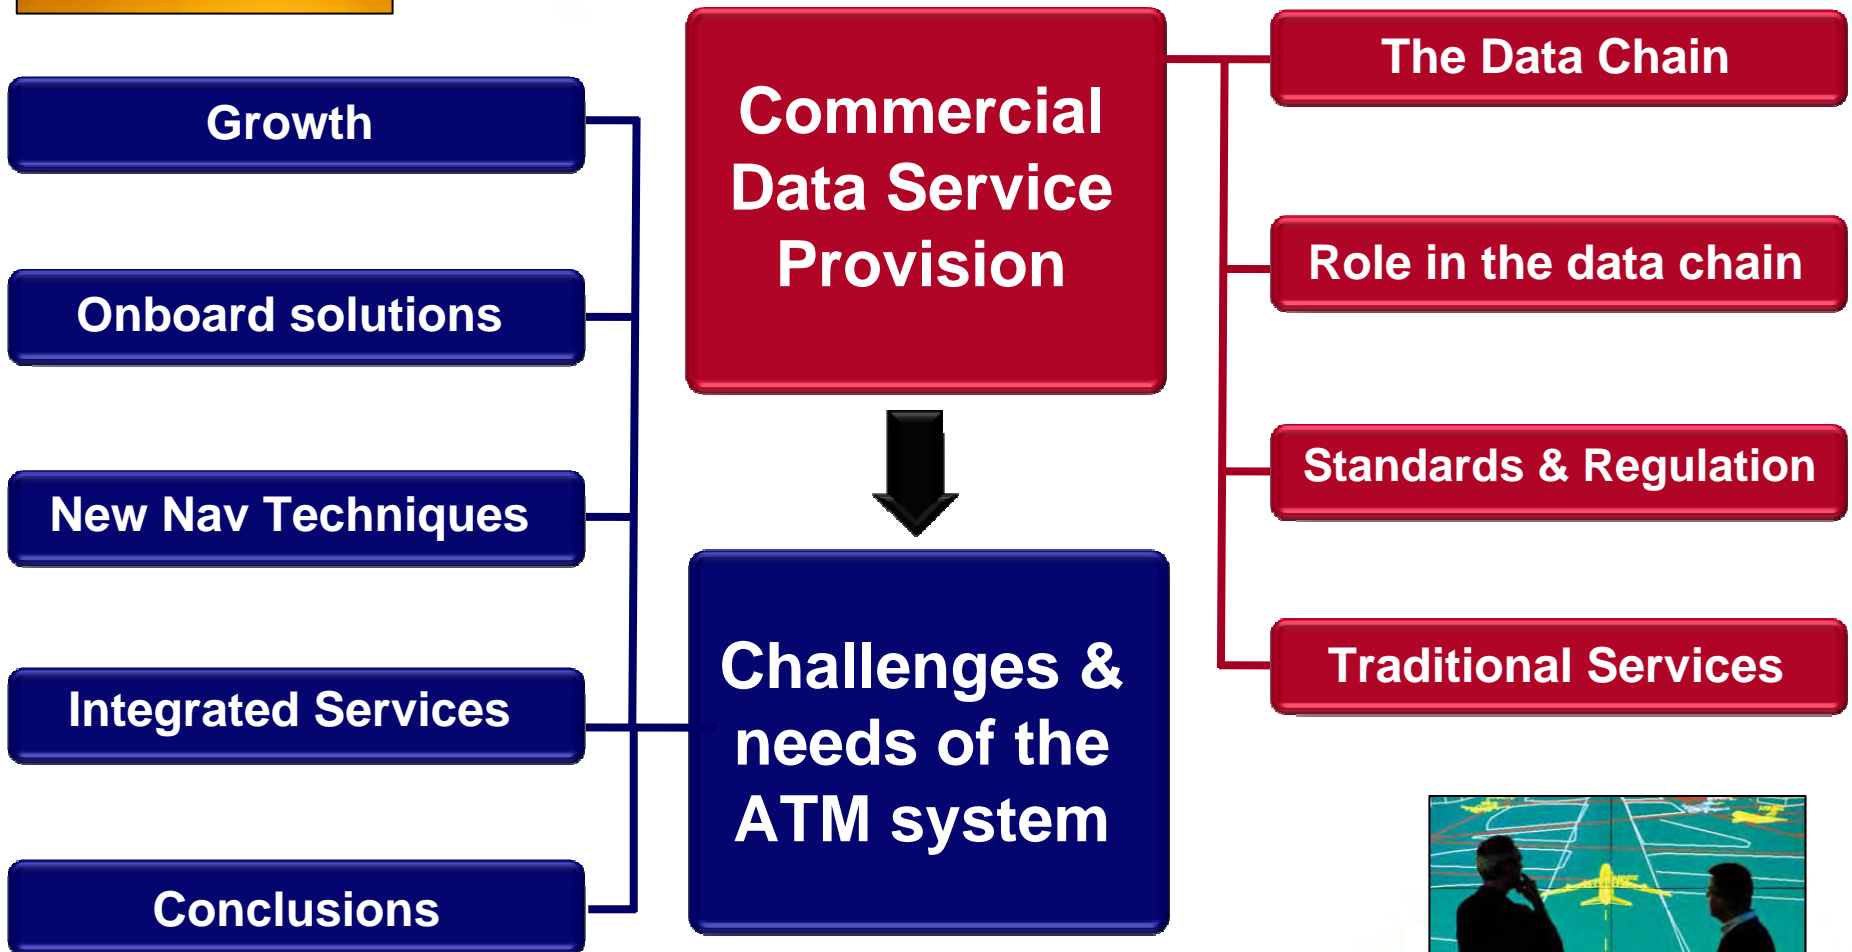 Commercial
Data Service
Provision
The Data Chain
Role in the data chain
Standards & Regulation
Traditional Services
Challenges &
needs of the
ATM system
Growth
Onboard solutions
New Nav Techniques
Integrated Services
Conclusions